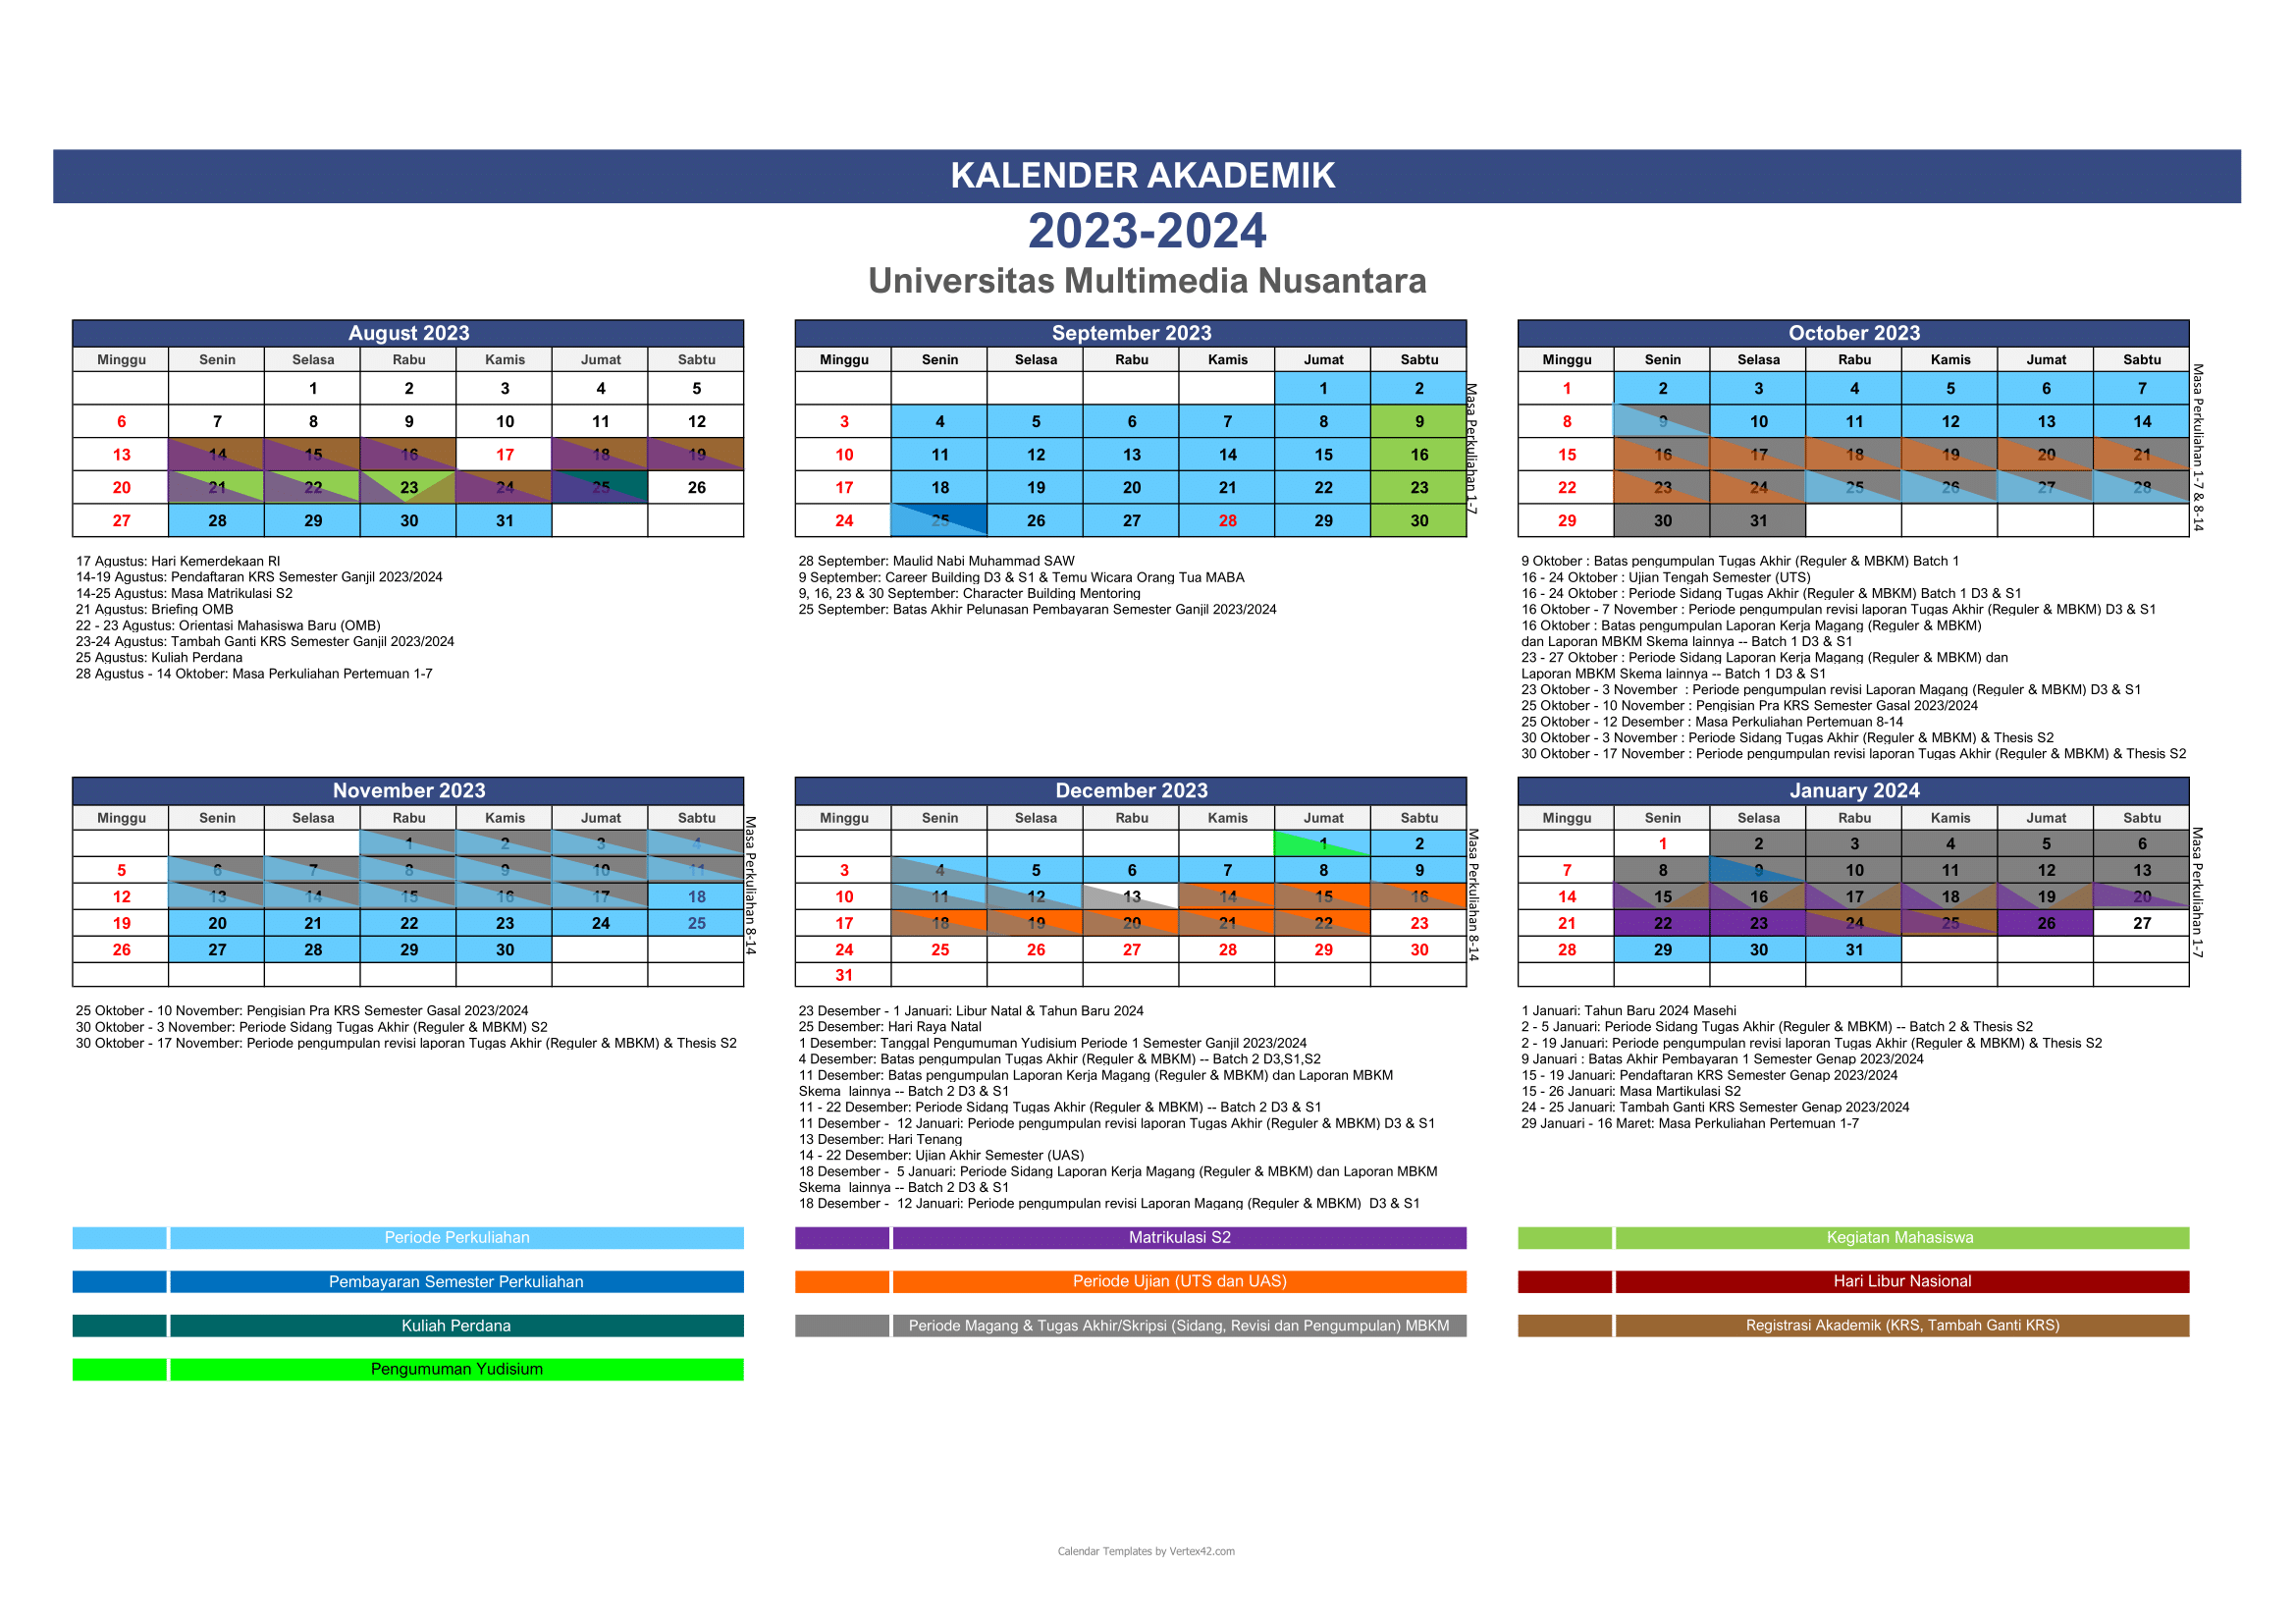 KALENDER AKADEMIK
2023-2024
Universitas Multimedia Nusantara
August 2023
Minggu Senin Selasa Rabu Kamis Jumat Sabtu
1 2 3 4 5
6 7 8 9 10 11 12
13 14 15 16 17 18 19
20 21 22 23 24 25 26
27 28 29 30 31
17 Agustus: Hari Kemerdekaan RI
14-19 Agustus: Pendaftaran KRS Semester Ganjil 2023/2024
14-25 Agustus: Masa Matrikulasi S2
21 Agustus: Briefing OMB
22 - 23 Agustus: Orientasi Mahasiswa Baru (OMB)
23-24 Agustus: Tambah Ganti KRS Semester Ganjil 2023/2024
25 Agustus: Kuliah Perdana
28 Agustus - 14 Oktober: Masa Perkuliahan Pertemuan 1-7
September 2023
Minggu Senin Selasa Rabu Kamis Jumat Sabtu
1 2
3 4 5 6 7 8 9
10 11 12 13 14 15 16
17 18 19 20 21 22 23
24 25 26 27 28 29 30
Masa Perkuliahan 1-7
28 September: Maulid Nabi Muhammad SAW
9 September: Career Building D3 & S1 & Temu Wicara Orang Tua MABA
9, 16, 23 & 30 September: Character Building Mentoring
25 September: Batas Akhir Pelunasan Pembayaran Semester Ganjil 2023/2024
October 2023
Minggu Senin Selasa Rabu Kamis Jumat Sabtu
1 2 3 4 5 6 7
8 9 10 11 12 13 14
15 16 17 18 19 20 21
22 23 24 25 26 27 28
29 30 31
Masa Perkuliahan 1-7 & 8-14
9 Oktober : Batas pengumpulan Tugas Akhir (Reguler & MBKM) Batch 1
16 - 24 Oktober : Ujian Tengah Semester (UTS)
16 - 24 Oktober : Periode Sidang Tugas Akhir (Reguler & MBKM) Batch 1 D3 & S1
16 Oktober - 7 November : Periode pengumpulan revisi laporan Tugas Akhir (Reguler & MBKM) D3 & S1
16 Oktober : Batas pengumpulan Laporan Kerja Magang (Reguler & MBKM)
dan Laporan MBKM Skema lainnya -- Batch 1 D3 & S1
23 - 27 Oktober : Periode Sidang Laporan Kerja Magang (Reguler & MBKM) dan
Laporan MBKM Skema lainnya -- Batch 1 D3 & S1
23 Oktober - 3 November : Periode pengumpulan revisi Laporan Magang (Reguler & MBKM) D3 & S1
25 Oktober - 10 November : Pengisian Pra KRS Semester Gasal 2023/2024
25 Oktober - 12 Desember : Masa Perkuliahan Pertemuan 8-14
30 Oktober - 3 November : Periode Sidang Tugas Akhir (Reguler & MBKM) & Thesis S2
30 Oktober - 17 November : Periode pengumpulan revisi laporan Tugas Akhir (Reguler & MBKM) & Thesis S2
November 2023
Minggu Senin Selasa Rabu Kamis Jumat Sabtu
1 2 3 4
5 6 7 8 9 10 11
12 13 14 15 16 17 18
19 20 21 22 23 24 25
26 27 28 29 30
Masa Perkuliahan 8-14
25 Oktober - 10 November: Pengisian Pra KRS Semester Gasal 2023/2024
30 Oktober - 3 November: Periode Sidang Tugas Akhir (Reguler & MBKM) S2
30 Oktober - 17 November: Periode pengumpulan revisi laporan Tugas Akhir (Reguler & MBKM) & Thesis S2
December 2023
Minggu Senin Selasa Rabu Kamis Jumat Sabtu
1 2
3 4 5 6 7 8 9
10 11 12 13 14 15 16
17 18 19 20 21 22 23
24 25 26 27 28 29 30
31
Masa Perkuliahan 8-14
23 Desember - 1 Januari: Libur Natal & Tahun Baru 2024
25 Desember: Hari Raya Natal
1 Desember: Tanggal Pengumuman Yudisium Periode 1 Semester Ganjil 2023/2024
4 Desember: Batas pengumpulan Tugas Akhir (Reguler & MBKM) -- Batch 2 D3,S1,S2
11 Desember: Batas pengumpulan Laporan Kerja Magang (Reguler & MBKM) dan Laporan MBKM
Skema lainnya -- Batch 2 D3 & S1
11 - 22 Desember: Periode Sidang Tugas Akhir (Reguler & MBKM) -- Batch 2 D3 & S1
11 Desember - 12 Januari: Periode pengumpulan revisi laporan Tugas Akhir (Reguler & MBKM) D3 & S1
13 Desember: Hari Tenang
14 - 22 Desember: Ujian Akhir Semester (UAS)
18 Desember - 5 Januari: Periode Sidang Laporan Kerja Magang (Reguler & MBKM) dan Laporan MBKM
Skema lainnya -- Batch 2 D3 & S1
18 Desember - 12 Januari: Periode pengumpulan revisi Laporan Magang (Reguler & MBKM) D3 & S1
January 2024
Minggu Senin Selasa Rabu Kamis Jumat Sabtu
1 2 3 4 5 6
7 8 9 10 11 12 13
14 15 16 17 18 19 20
21 22 23 24 25 26 27
28 29 30 31
Masa Perkuliahan 1-7
1 Januari: Tahun Baru 2024 Masehi
2 - 5 Januari: Periode Sidang Tugas Akhir (Reguler & MBKM) -- Batch 2 & Thesis S2
2 - 19 Januari: Periode pengumpulan revisi laporan Tugas Akhir (Reguler & MBKM) & Thesis S2
9 Januari : Batas Akhir Pembayaran 1 Semester Genap 2023/2024
15 - 19 Januari: Pendaftaran KRS Semester Genap 2023/2024
15 - 26 Januari: Masa Martikulasi S2
24 - 25 Januari: Tambah Ganti KRS Semester Genap 2023/2024
29 Januari - 16 Maret: Masa Perkuliahan Pertemuan 1-7
Periode Perkuliahan
Matrikulasi S2
Kegiatan Mahasiswa
Pembayaran Semester Perkuliahan
Periode Ujian (UTS dan UAS)
Hari Libur Nasional
Kuliah Perdana
Periode Magang & Tugas Akhir/Skripsi (Sidang, Revisi dan Pengumpulan) MBKM
Registrasi Akademik (KRS, Tambah Ganti KRS)
Pengumuman Yudisium
Calendar Templates by Vertex42.com